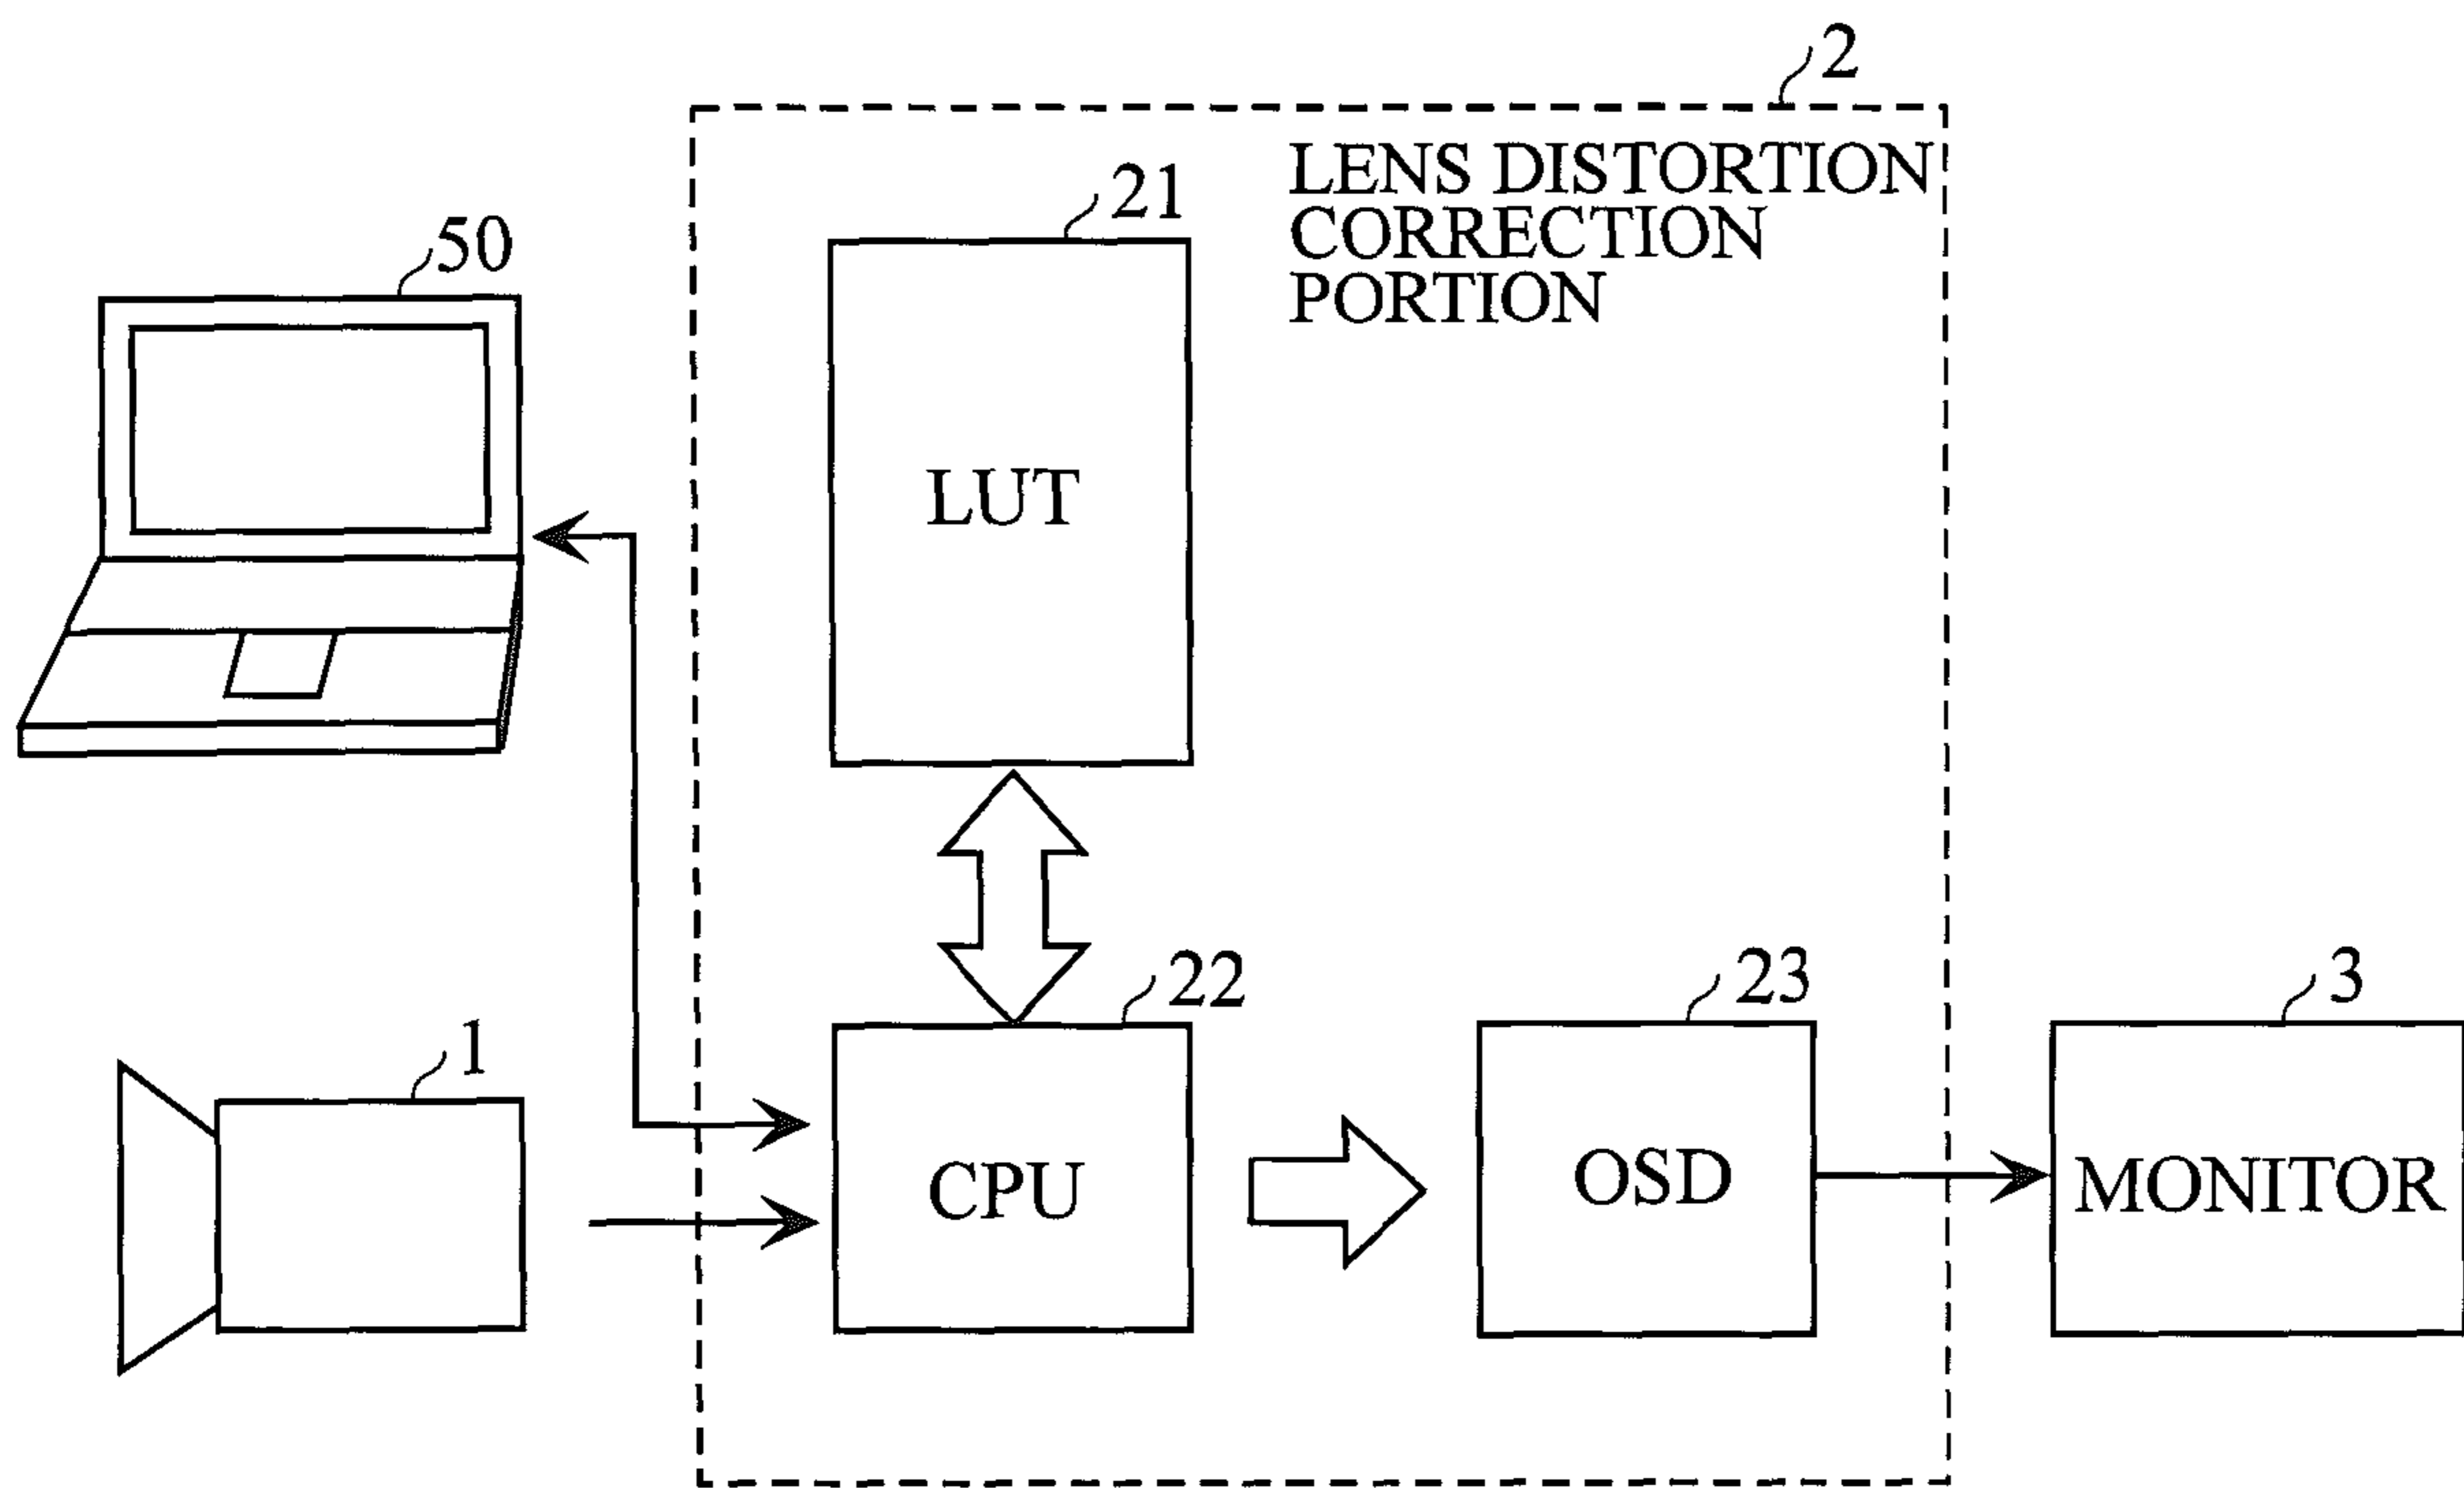 2
LENS DISTORTION
CORRECTION
PORTION
21
50
LUT
22
23
3
1
CPU
OSD
MONITOR